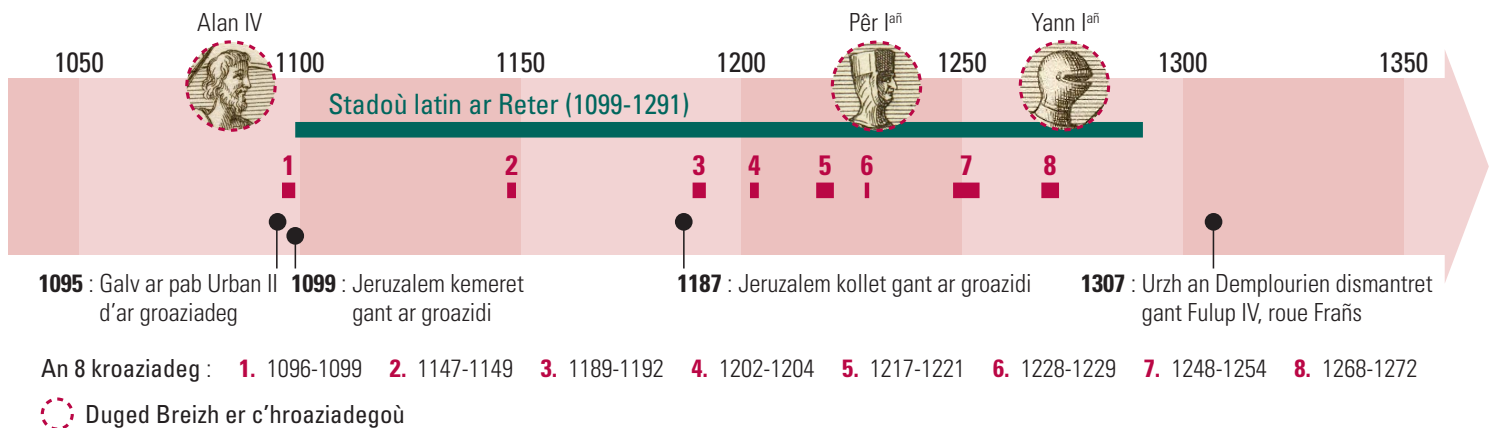 Alan IV
Pêr Iañ
Yann Iañ
1050
1100
1150
1200
1250
1300
1350
Stadoù latin ar Reter (1099-1291)
1
2
3
4
5
6
7
8
1095 : Galv ar pab Urban II
d'ar groaziadeg
1099 : Jeruzalem kemeret
gant ar groazidi
1187 : Jeruzalem kollet gant ar groazidi
1307 : Urzh an Demplourien dismantret
gant Fulup IV, roue Frañs
An 8 kroaziadeg : 1. 1096-1099 2. 1147-1149 3. 1189-1192 4. 1202-1204 5. 1217-1221 6. 1228-1229 7. 1248-1254 8. 1268-1272
Duged Breizh er c'hroaziadegoù